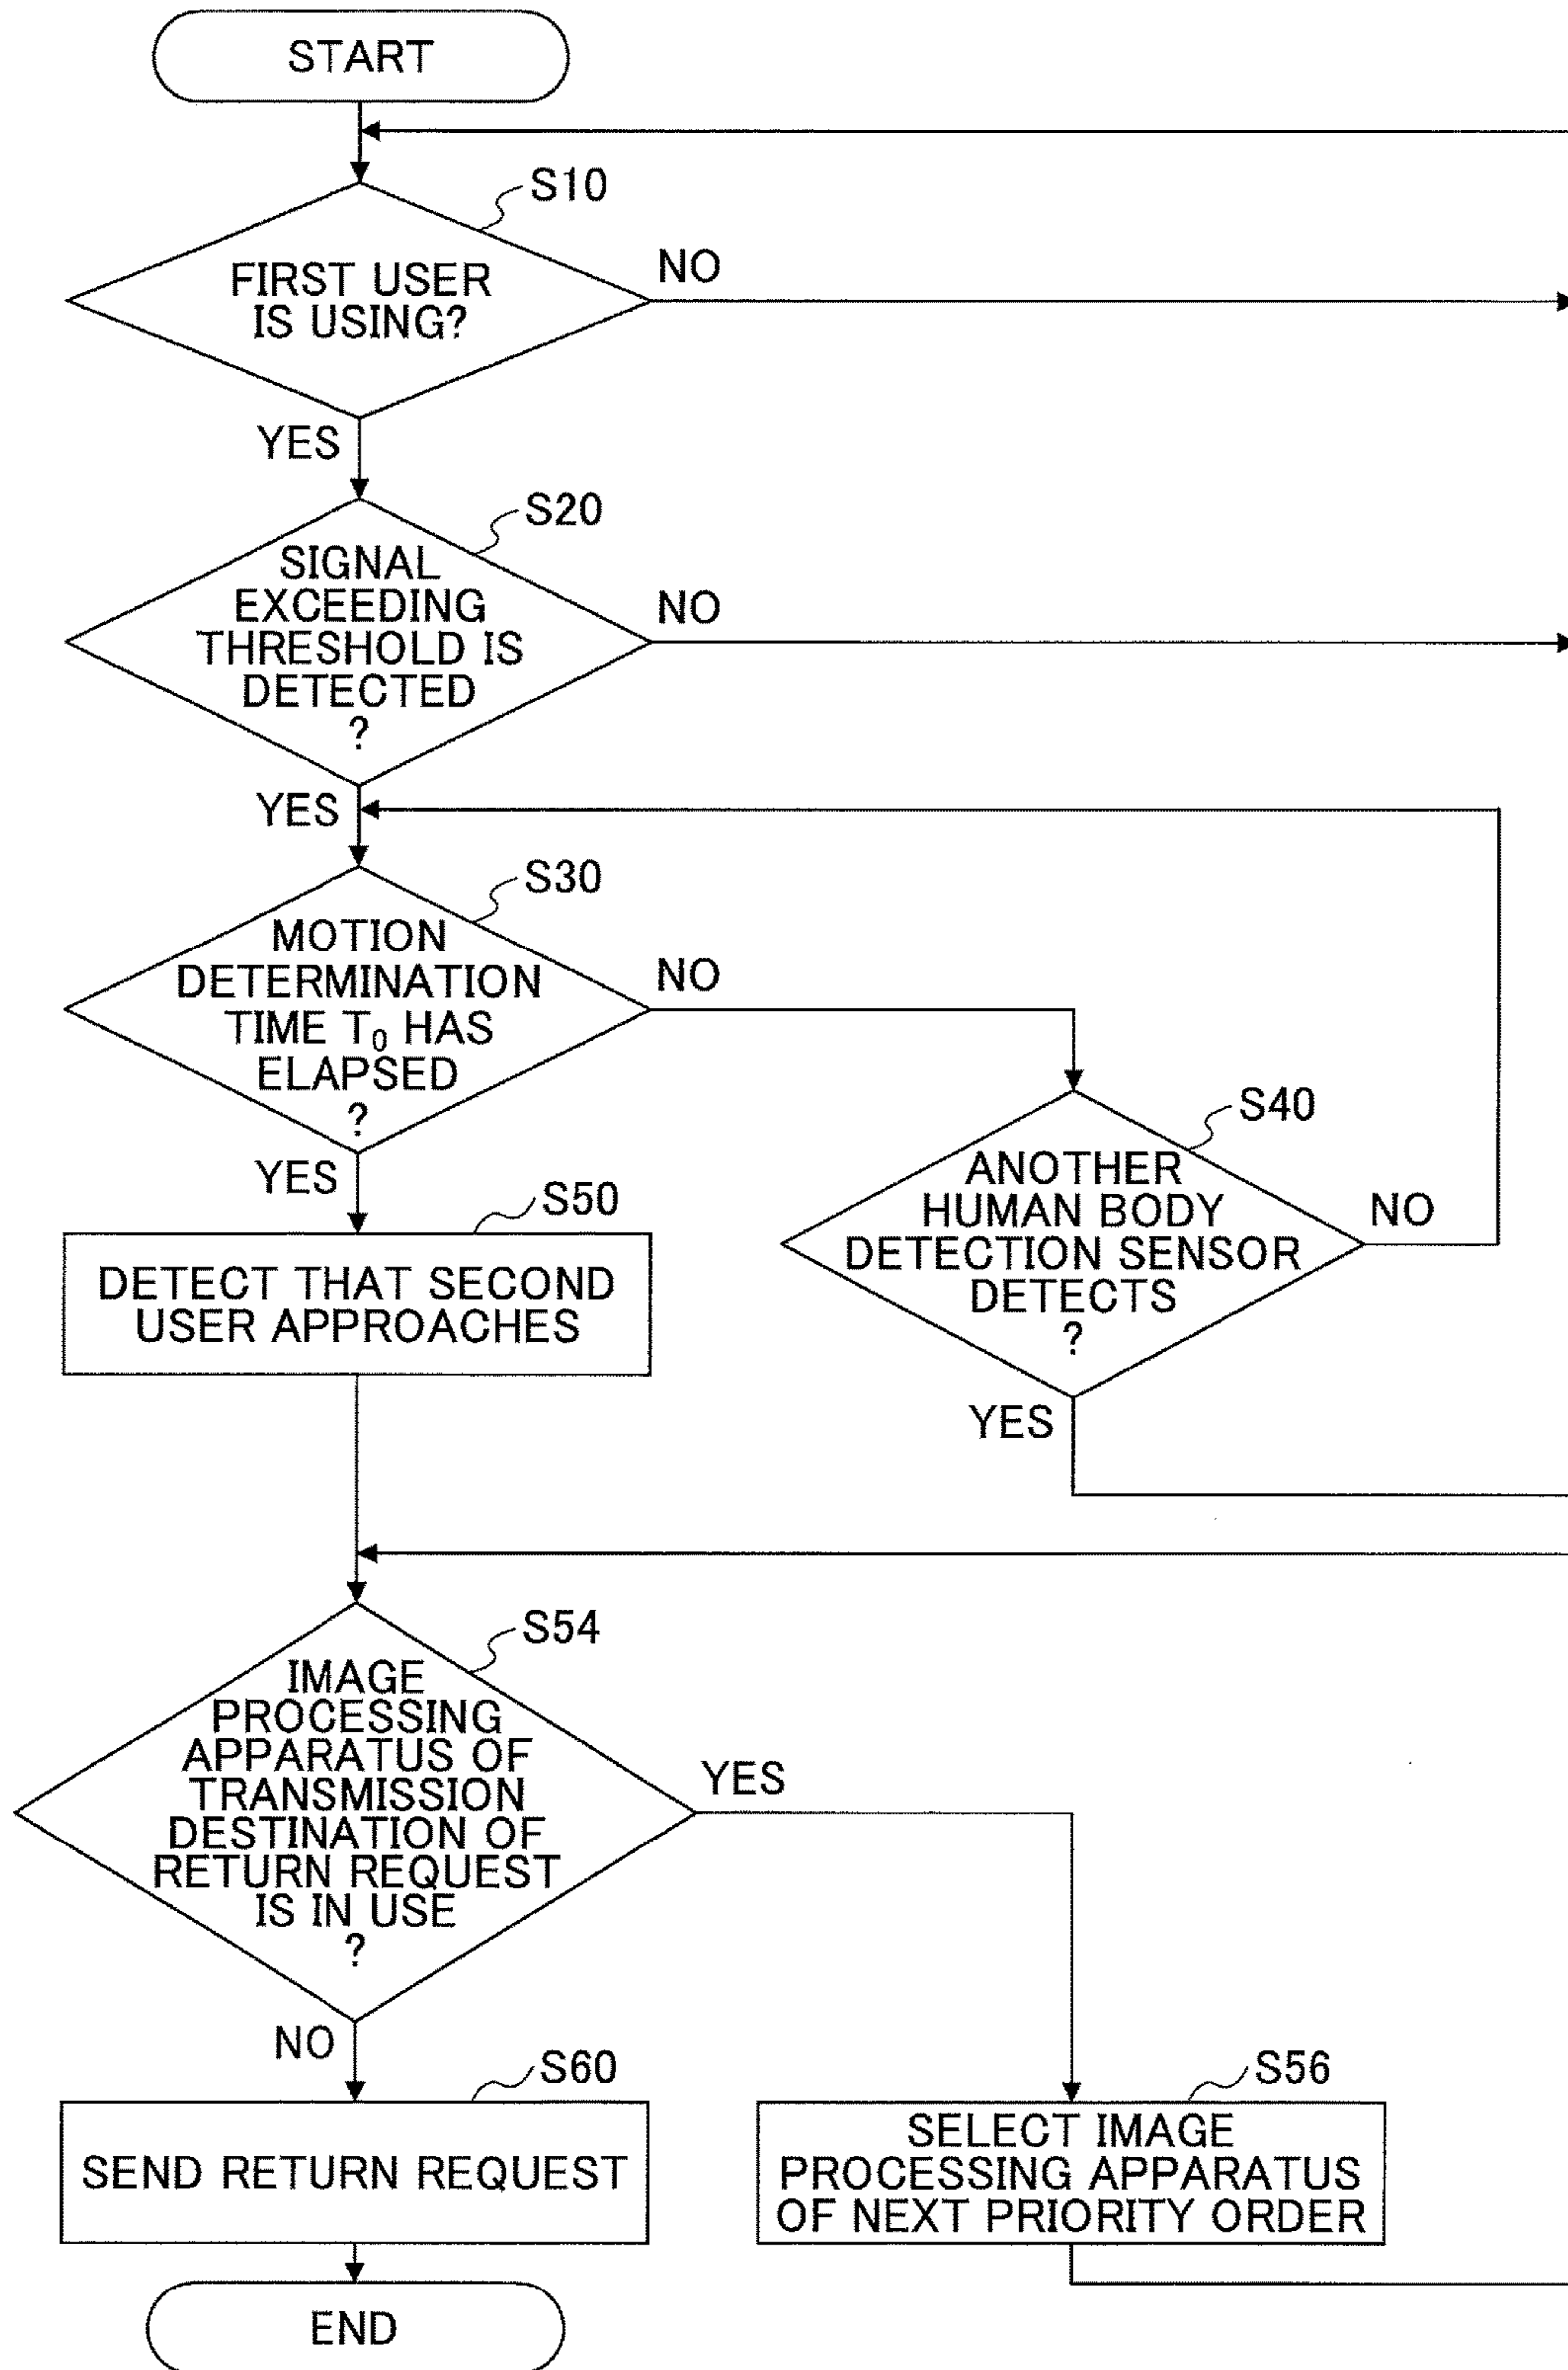 START
S10
FIRST USER
IS USING?
NO
YES
S20
SIGNAL
EXCEEDING
THRESHOLD IS
DETECTED
?
NO
YES
S30
MOTION
DETERMINATION
TIME T₀ HAS
ELAPSED
?
NO
YES
S40
ANOTHER
HUMAN BODY
DETECTION SENSOR
DETECTS
?
NO
YES
S50
DETECT THAT SECOND
USER APPROACHES
S54
IMAGE
PROCESSING
APPARATUS OF
TRANSMISSION
DESTINATION OF
RETURN REQUEST
IS IN USE
?
YES
NO
S60
SEND RETURN REQUEST
S56
SELECT IMAGE
PROCESSING APPARATUS
OF NEXT PRIORITY ORDER
END